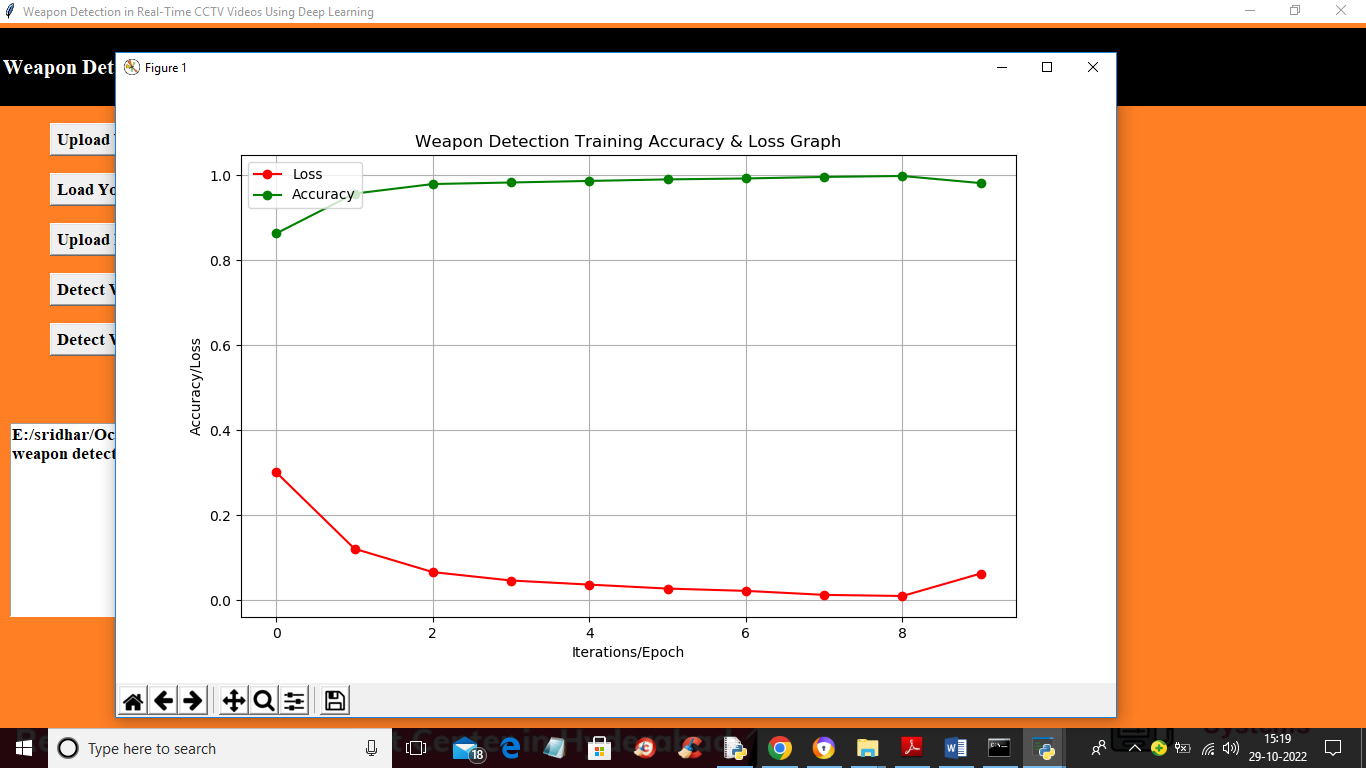 Weapon Detection in Real-Time CCTV Videos Using Deep Learning
Weapon Det
Figure 1
Upload
Load Yo
Upload
Detect
Detect
E:/sridhar/Oc
weapon detect
Weapon Detection Training Accuracy & Loss Graph
Loss
Accuracy
1.0
0.8
0.6
0.4
0.2
0.0
Accuracy/Loss
0 2 4 6 8
Iterations/Epoch
Type here to search
18
15:19
29-10-2022